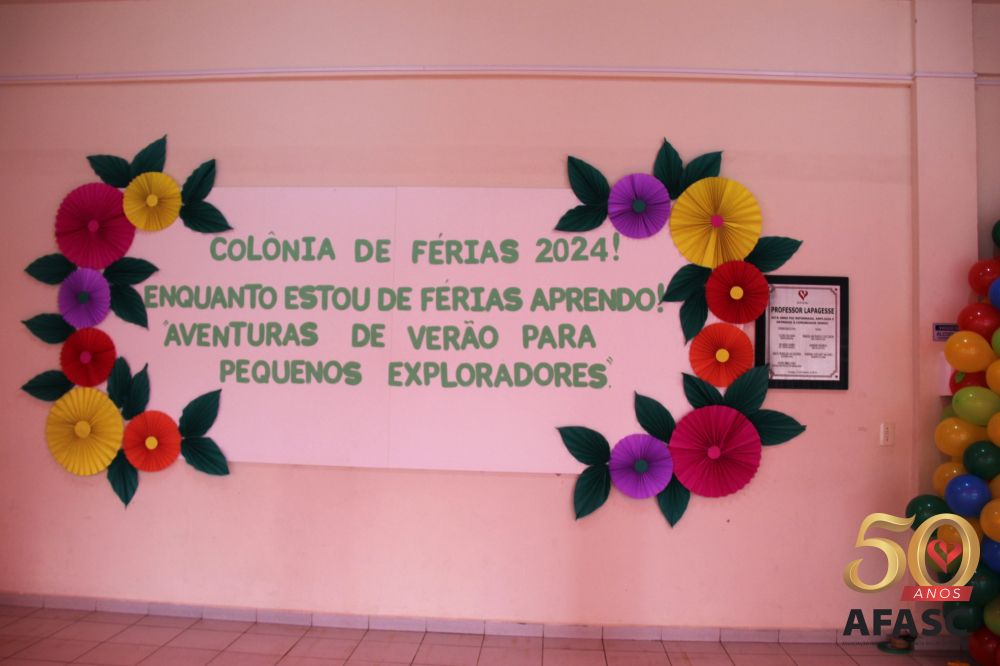 COLÔNIA DE FÉRIAS 2024!
ENQUANTO ESTOU DE FÉRIAS APRENDO!
"AVENTURAS DE VERÃO PARA
PEQUENOS EXPLORADORES."
PROFESSOR LAPAGESSE
50
ANOS
AFASC